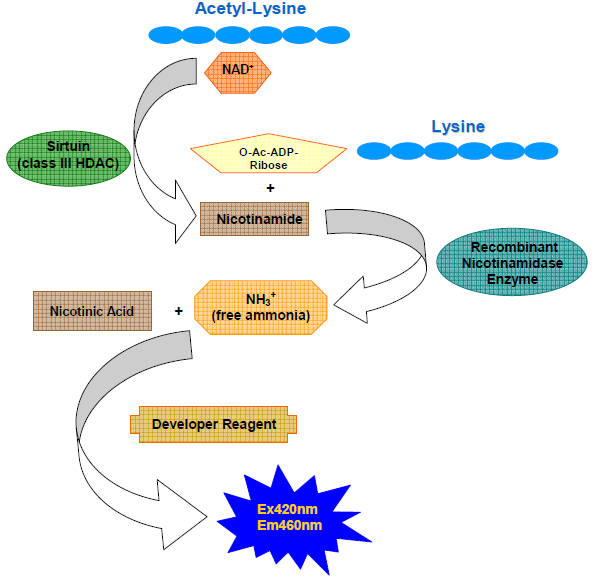 Acetyl-Lysine
NAD+
Sirtuin
(class III HDAC)
Lysine
O-Ac-ADP-
Ribose
+
Nicotinamide
Recombinant
Nicotinamidase
Enzyme
Nicotinic Acid
+
NH3+
(free ammonia)
Developer Reagent
Ex420nm
Em460nm